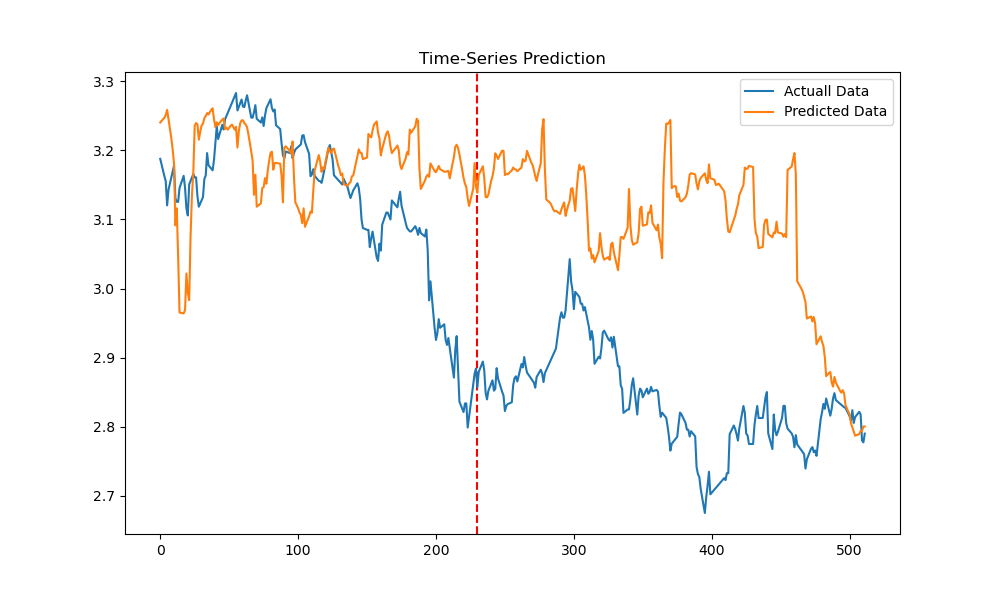 Time-Series Prediction
Actuall Data
Predicted Data
3.3
3.2
3.1
3.0
2.9
2.8
2.7
0 100 200 300 400 500